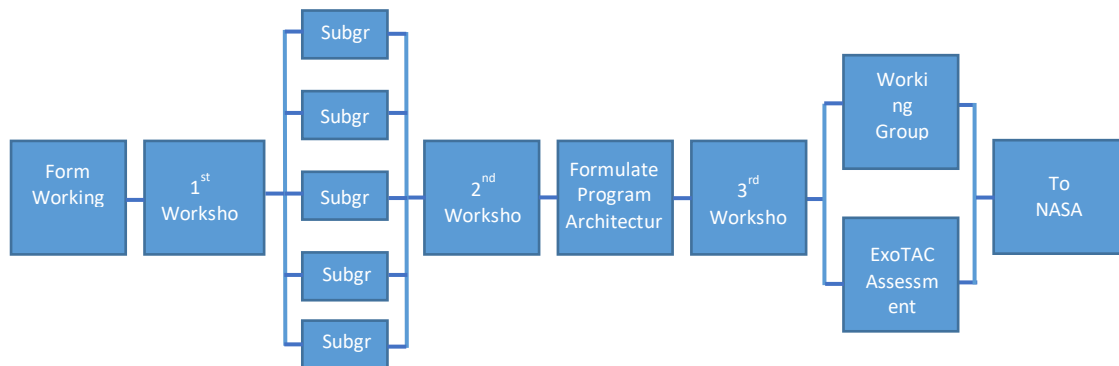 Form
Working
1st
Worksho
Subgr
Subgr
Subgr
Subgr
Subgr
2nd
Worksho
Formulate
Program
Architectur
3rd
Worksho
Worki
ng
Group
ExoTAC
Assessm
ent
To
NASA